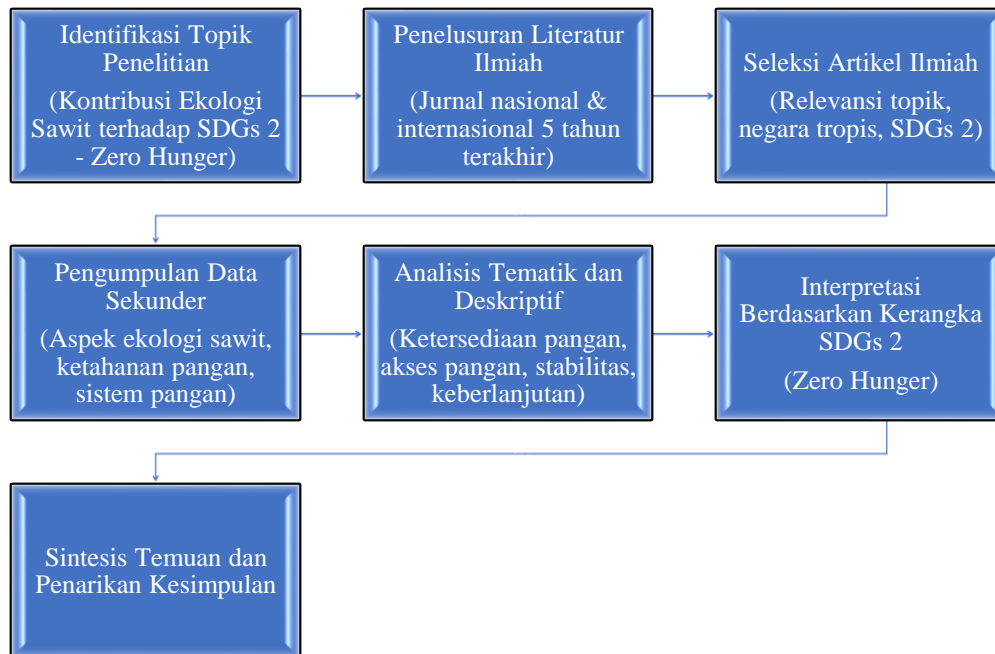 Identifikasi Topik
Penelitian
(Kontribusi Ekologi
Sawit terhadap SDGs 2
- Zero Hunger)
Penelusuran Literatur
Ilmiah
(Jurnal nasional &
internasional 5 tahun
terakhir)
Seleksi Artikel Ilmiah
(Relevansi topik,
negara tropis, SDGs 2)
Pengumpulan Data
Sekunder
(Aspek ekologi sawit,
ketahanan pangan,
sistem pangan)
Analisis Tematik dan
Deskriptif
(Ketersediaan pangan,
akses pangan, stabilitas,
keberlanjutan)
Interpretasi
Berdasarkan Kerangka
SDGs 2
(Zero Hunger)
Sintesis Temuan dan
Penarikan Kesimpulan